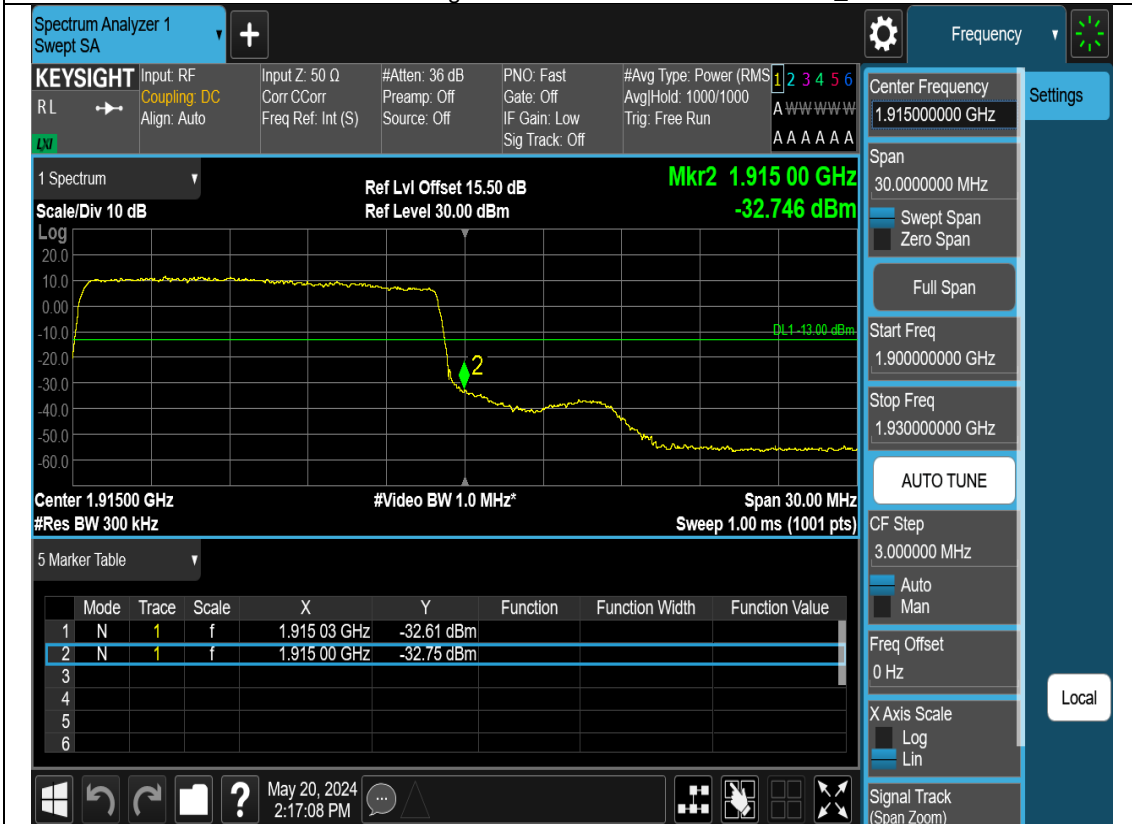 Spectrum Analyzer 1
Swept SA
+
Frequency
KEYSIGHT
RL
LXI
Input: RF
Coupling: DC
Align: Auto
Input Z: 50 Ω
Corr CCorr
Freq Ref: Int (S)
#Atten: 36 dB
Preamp: Off
Source: Off
PNO: Fast
Gate: Off
IF Gain: Low
Sig Track: Off
#Avg Type: Power (RMS
Avg|Hold: 1000/1000
Trig: Free Run
1 2 3 4 5 6
A W W W W W
A A A A A A
1 Spectrum
Scale/Div 10 dB
Ref Lvl Offset 15.50 dB
Ref Level 30.00 dBm
Mkr2 1.915 00 GHz
-32.746 dBm
Log
20.0
10.0
0.00
-10.0
-20.0
-30.0
-40.0
-50.0
-60.0
DL1 -13.00 dBm
2
Center 1.91500 GHz
#Video BW 1.0 MHz*
Span 30.00 MHz
#Res BW 300 kHz
Sweep 1.00 ms (1001 pts)
5 Marker Table
Mode Trace Scale X Y Function Function Width Function Value
1 N 1 f 1.915 03 GHz -32.61 dBm
2 N 1 f 1.915 00 GHz -32.75 dBm
3
4
5
6
?
May 20, 2024
2:17:08 PM
Center Frequency
1.915000000 GHz
Settings
Span
30.0000000 MHz
Swept Span
Zero Span
Full Span
Start Freq
1.900000000 GHz
Stop Freq
1.930000000 GHz
AUTO TUNE
CF Step
3.000000 MHz
Auto
Man
Freq Offset
0 Hz
X Axis Scale
Log
Lin
Local
Signal Track
(Span Zoom)